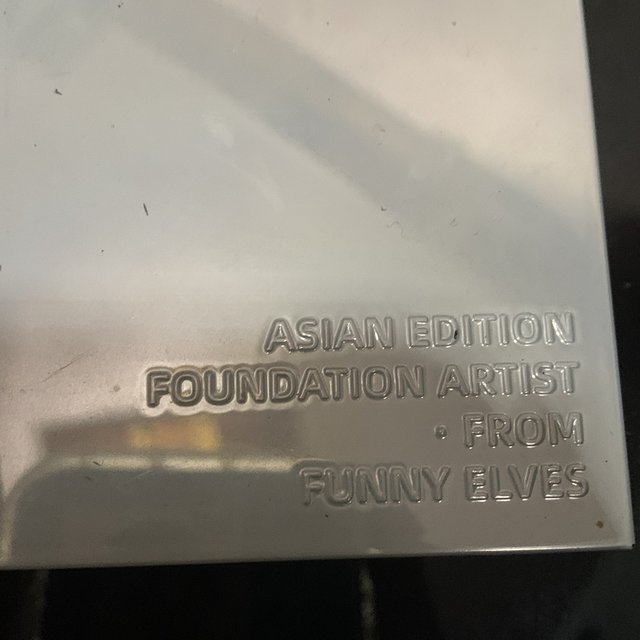 ASIAN EDITION
FOUNDATION ARTIST
• FROM
FUNNY ELVES